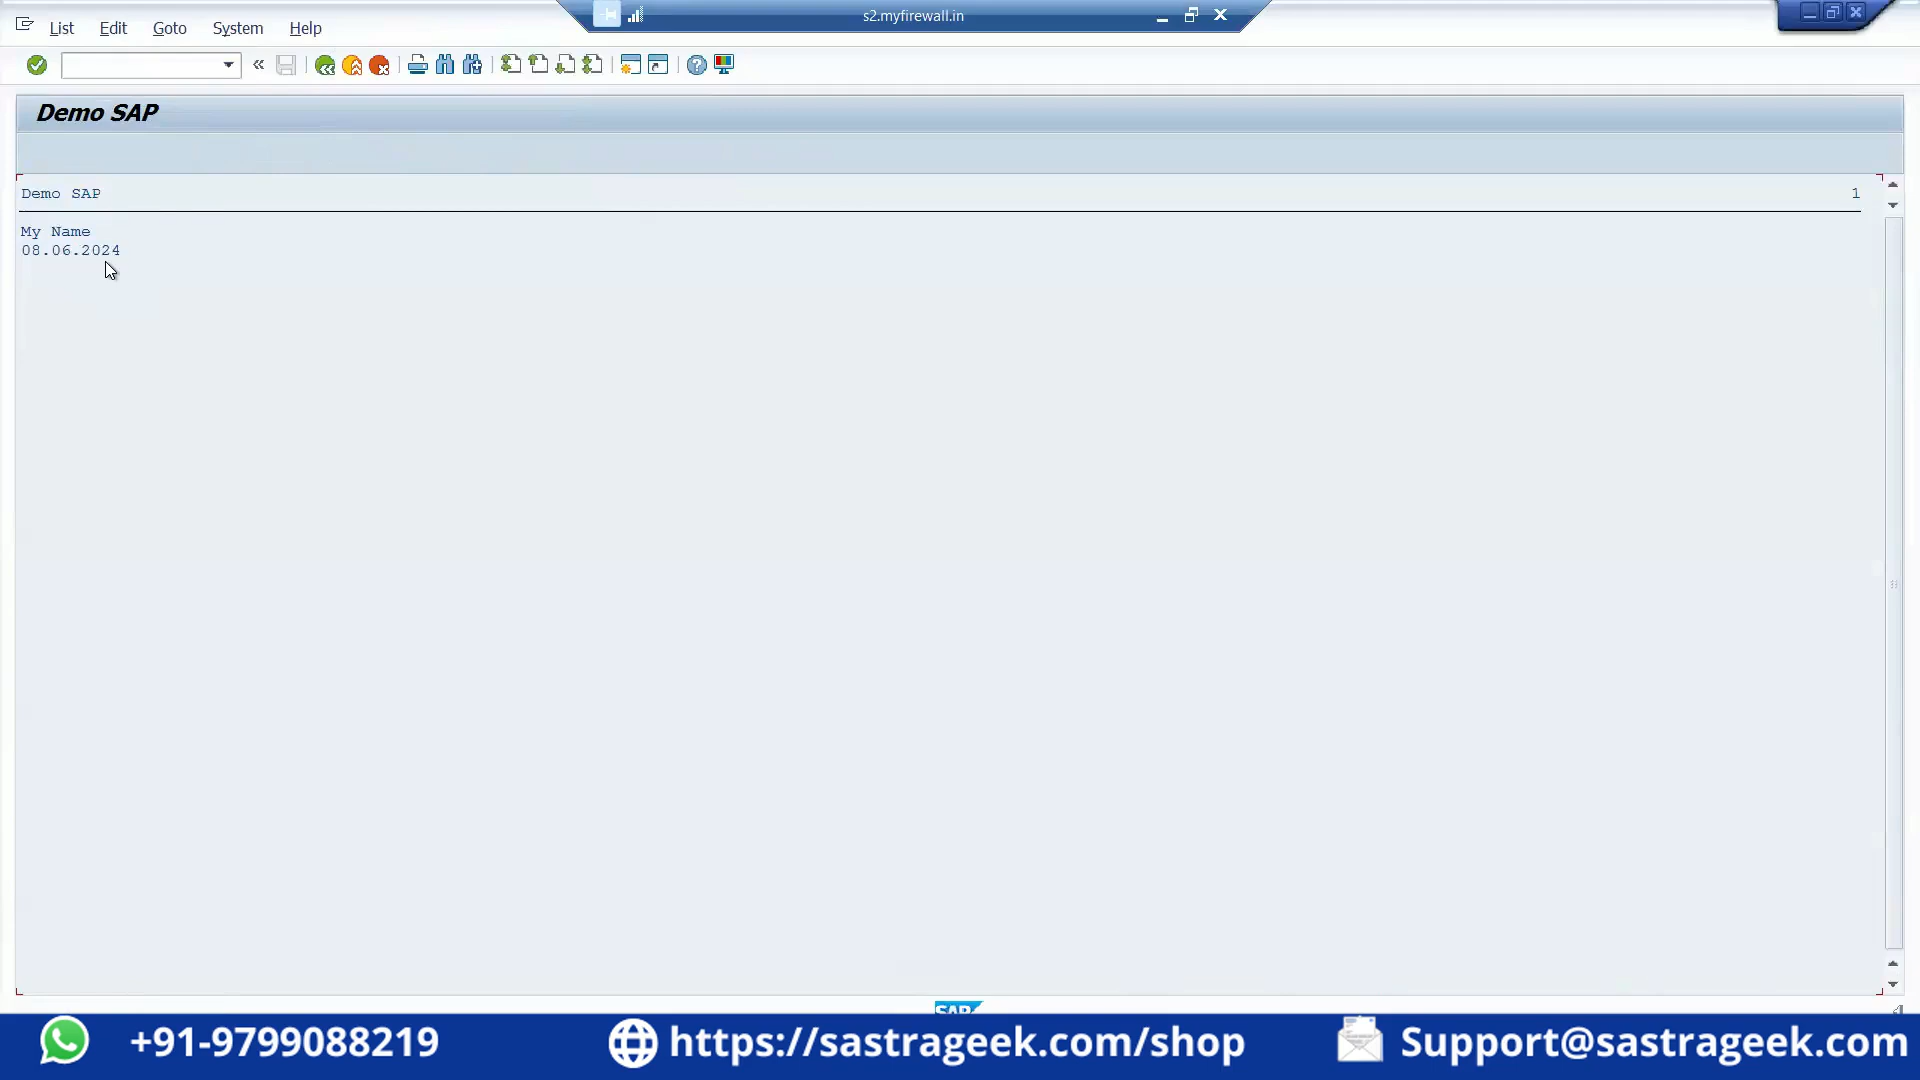 s2.myfirewall.in
List Edit Goto System Help
Demo SAP
Demo SAP 1
My Name
08.06.2024
SAP
+91-9799088219 https://sastrageek.com/shop Support@sastrageek.com